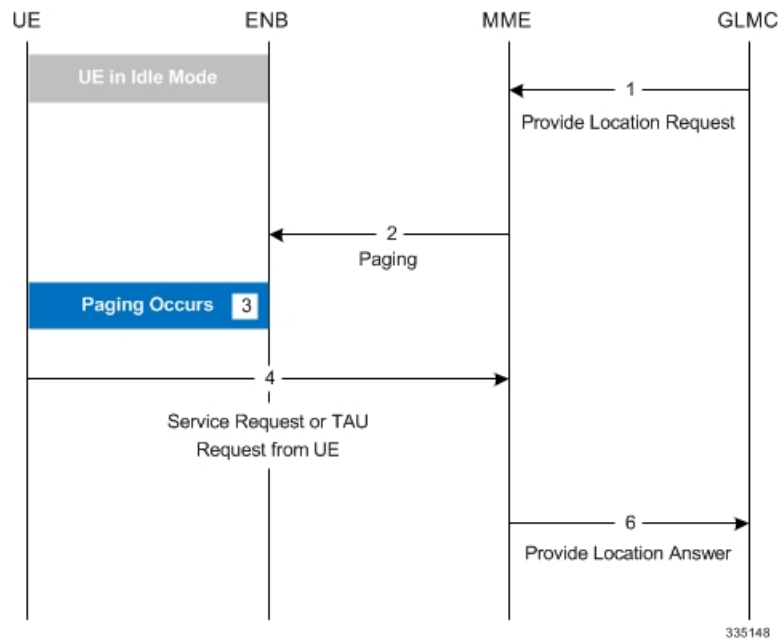 UE
ENB
MME
GLMC
UE in Idle Mode
1
Provide Location Request
2
Paging
Paging Occurs 3
4
Service Request or TAU
Request from UE
6
Provide Location Answer
335148